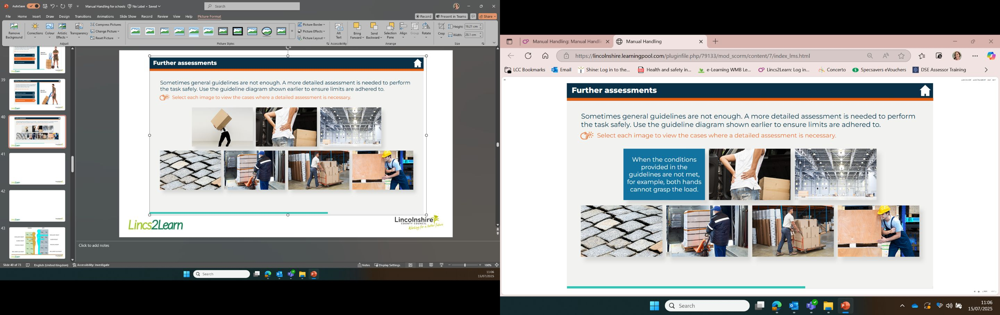 AutoSave
Manual Handling for schools
No Label • Saved
Search
File Home Insert Draw Design Transitions Animations Slide Show Record Review View Help Picture Format
Record
Present in Teams
Share
Remove
Background
Corrections
Colour
Artistic
Effects
Transparency
Compress Pictures
Change Picture
Reset Picture
Adjust
Picture Styles
Picture Border
Picture Effects
Picture Layout
Alt
Text
Accessibility
Bring
Forward
Send
Backward
Selection
Pane
Align
Group
Rotate
Arrange
Crop
Height: 16.21 cm
Width: 28.1 cm
Size
39
40
41
42
43
Further assessments
Sometimes general guidelines are not enough. A more detailed assessment is needed to perform
the task safely. Use the guideline diagram shown earlier to ensure limits are adhered to.
Select each image to view the cases where a detailed assessment is necessary.
01
Lincs2Learn
Lincolnshire
COUNTY COUNCIL
Working for a better future
Click to add notes
Slide 40 of 73
English (United Kingdom)
Accessibility: Investigate
Notes
Display Settings
100%
Search
11:06
15/07/2025
Manual Handling: Manual Handlin
Manual Handling
https://lincolnshire.learningpool.com/pluginfile.php/79133/mod_scorm/content/7/index_lms.html
LCC Bookmarks
Email
Shine: Log in to the...
Health and safety in...
e-Learning WMB Le...
Lincs2Learn: Log in...
Concerto
Specsavers eVouchers
DSE Assessor Training
Further assessments
Sometimes general guidelines are not enough. A more detailed assessment is needed to perform
the task safely. Use the guideline diagram shown earlier to ensure limits are adhered to.
Select each image to view the cases where a detailed assessment is necessary.
When the conditions
provided in the
guidelines are not met,
for example, both hands
cannot grasp the load.
01
Search
11:06
15/07/2025